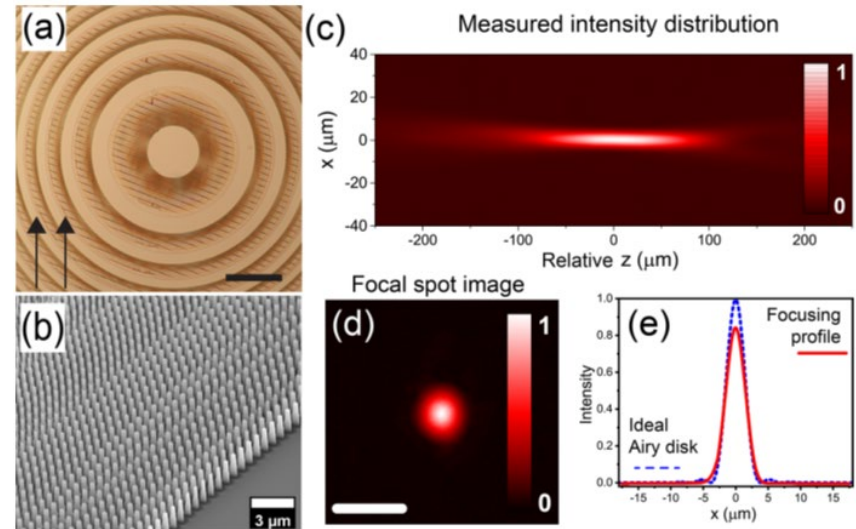 (a)
(b)
3 μm
(c)
Measured intensity distribution
x (μm)
40
20
0
-20
-40
1
0
-200
-100
0
100
200
Relative z (μm)
Focal spot image
(d)
1
0
(e)
Intensity
1.0
0.8
0.6
0.4
0.2
0.0
Focusing
profile
Ideal
Airy disk
-15
-10
-5
0
5
10
15
x (μm)